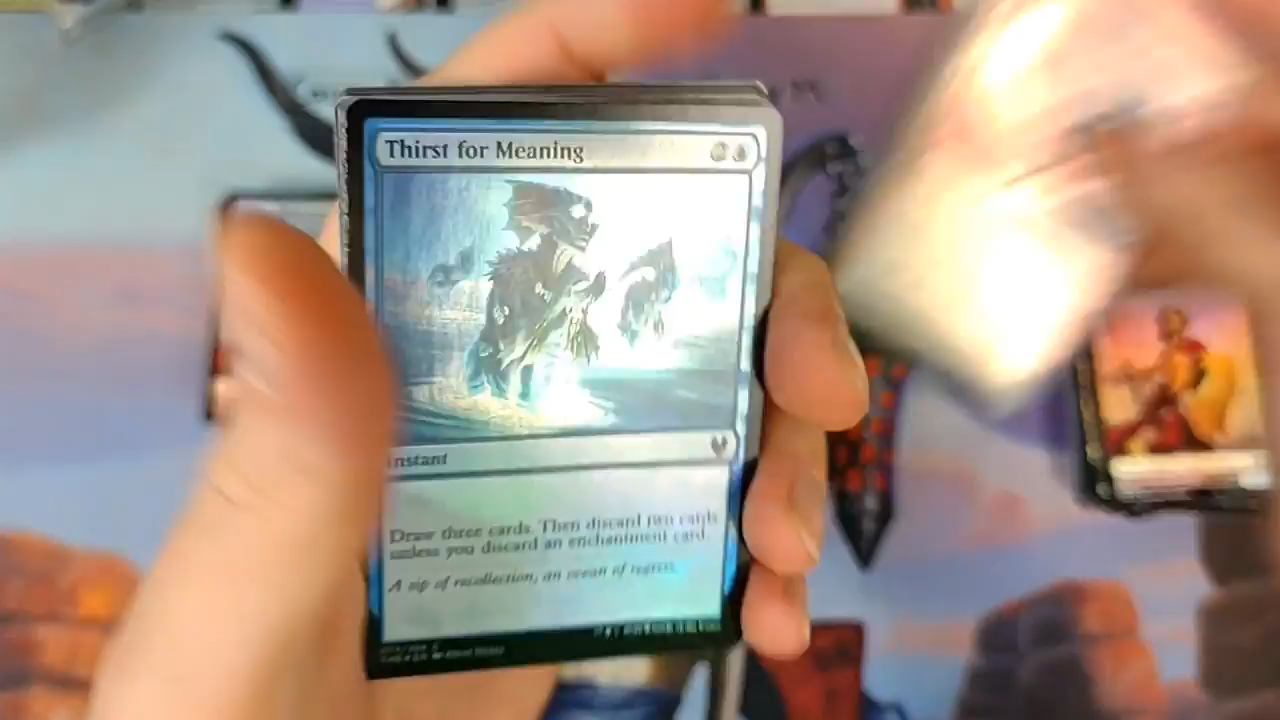 Thirst for Meaning
Instant
Draw three cards. Then discard two cards
unless you discard an enchantment card.
A sip of recollection, an ocean of regrets.